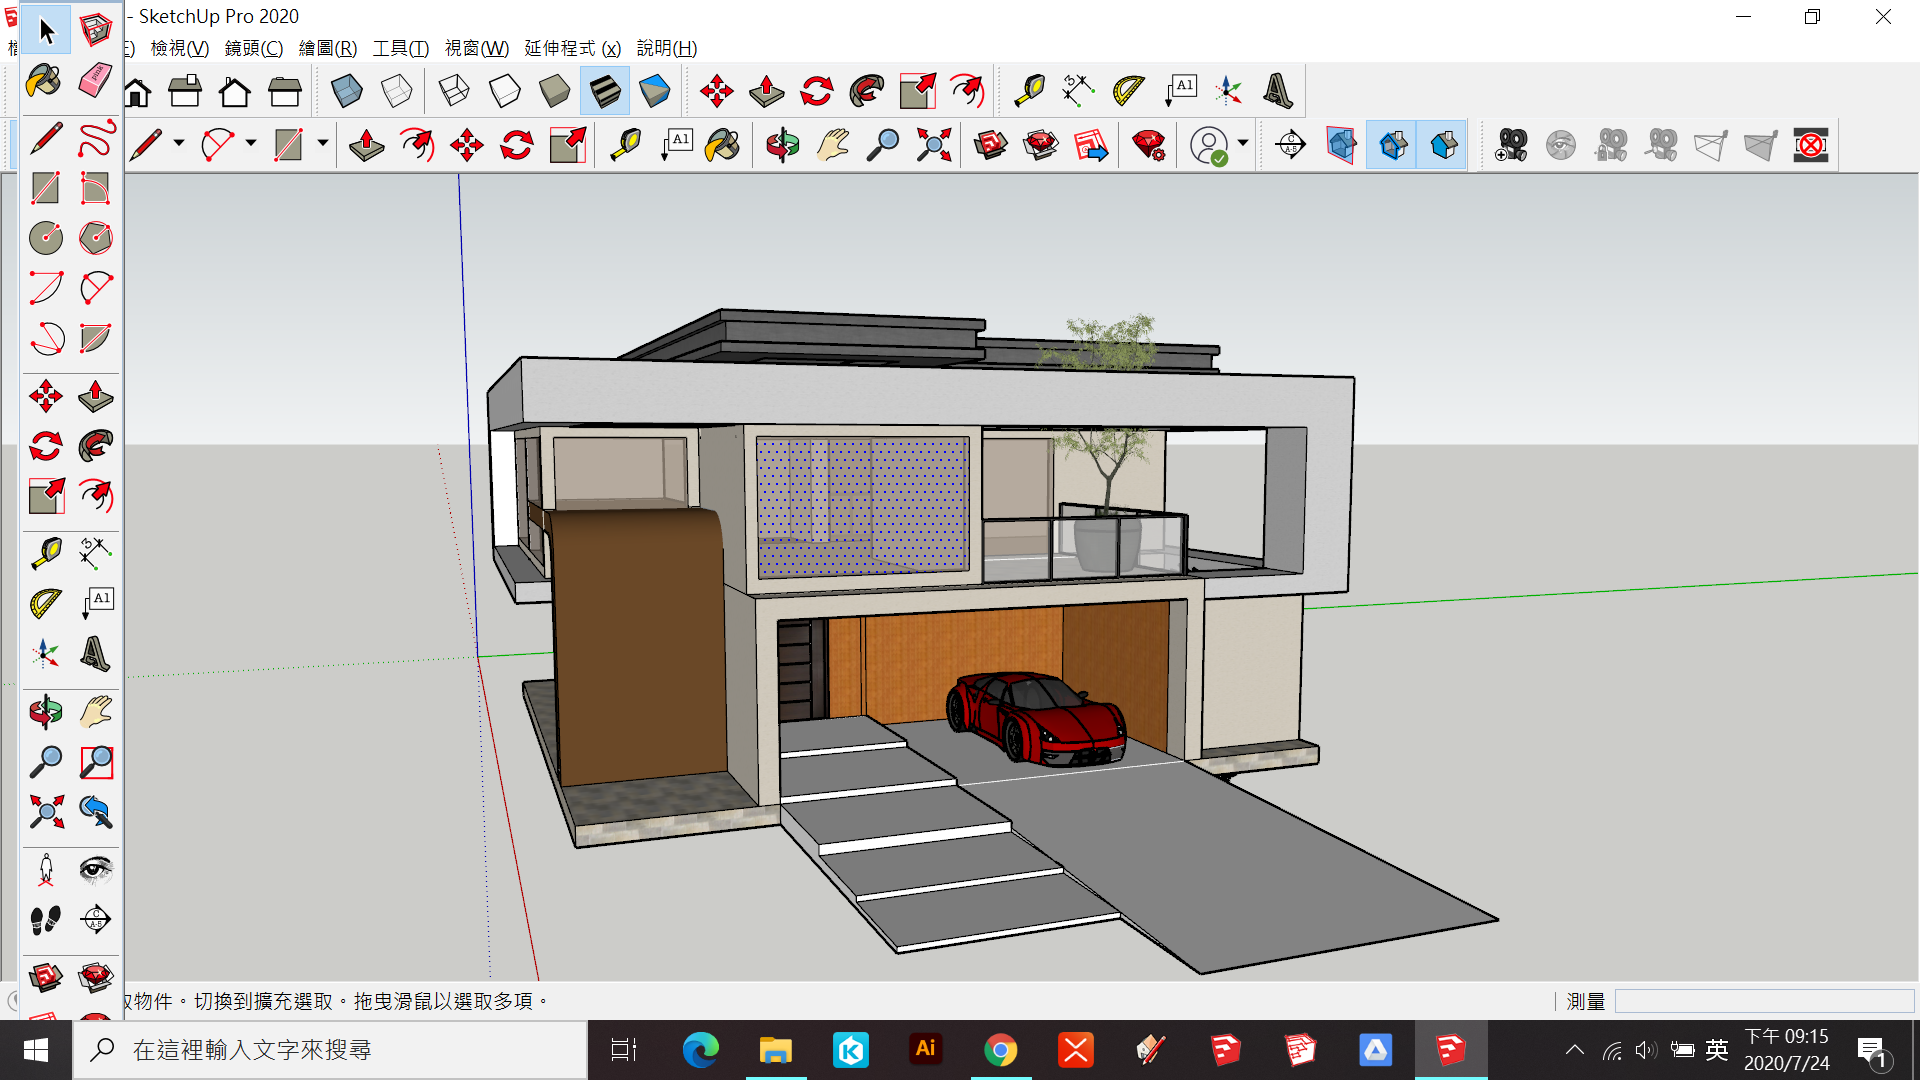 - SketchUp Pro 2020
E) 檢視(V) 鏡頭(C) 繪圖(R) 工具(T) 視窗(W) 延伸程式 (x) 說明(H)
A1
A1
A1
取物件。切換到擴充選取。拖曳滑鼠以選取多項。
測量
在這裡輸入文字來搜尋
Ai
英
下午 09:15
2020/7/24
1